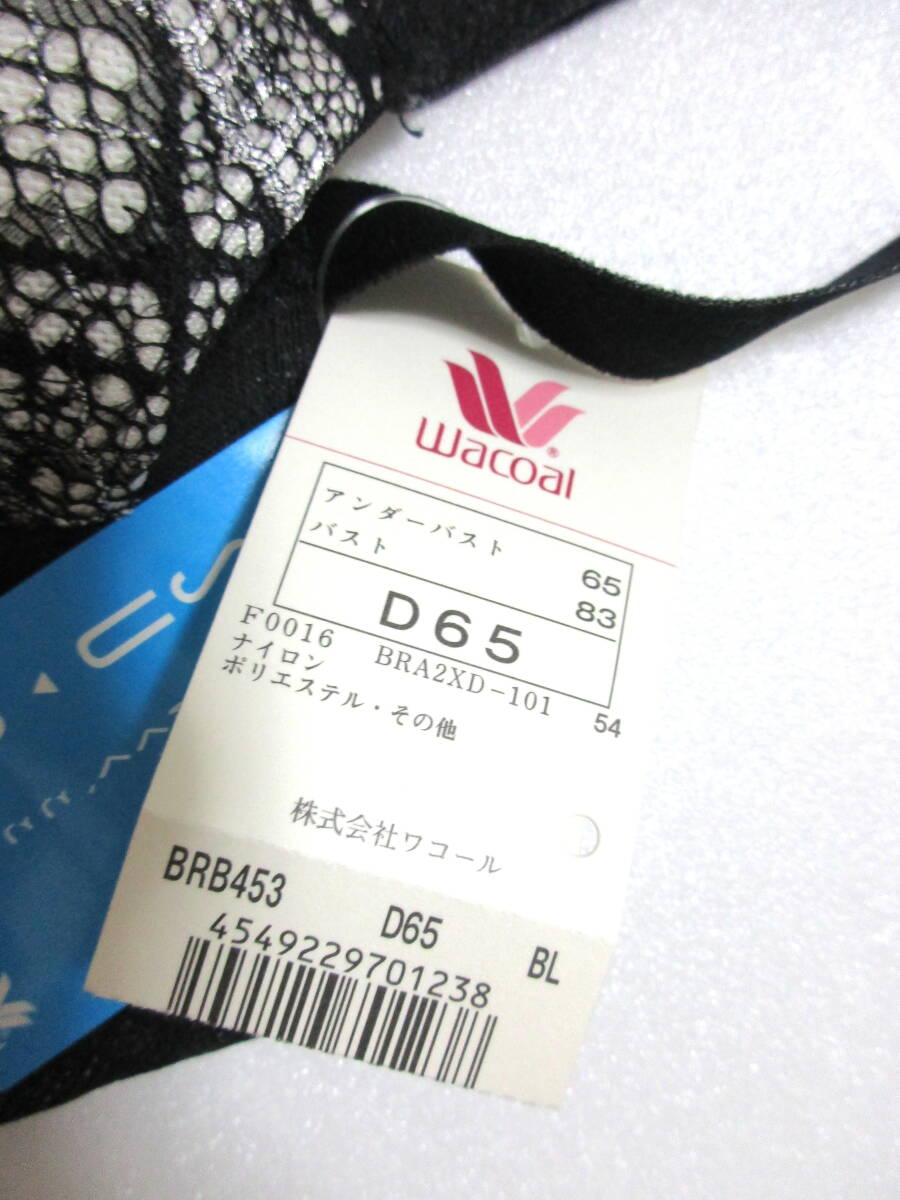 Wacoal
アンダーバスト 65
バスト 83
D65
F0016 BRA2XD-101 54
ナイロン
ポリエステル・その他
株式会社ワコール
BRB453 D65 BL
4549229701238